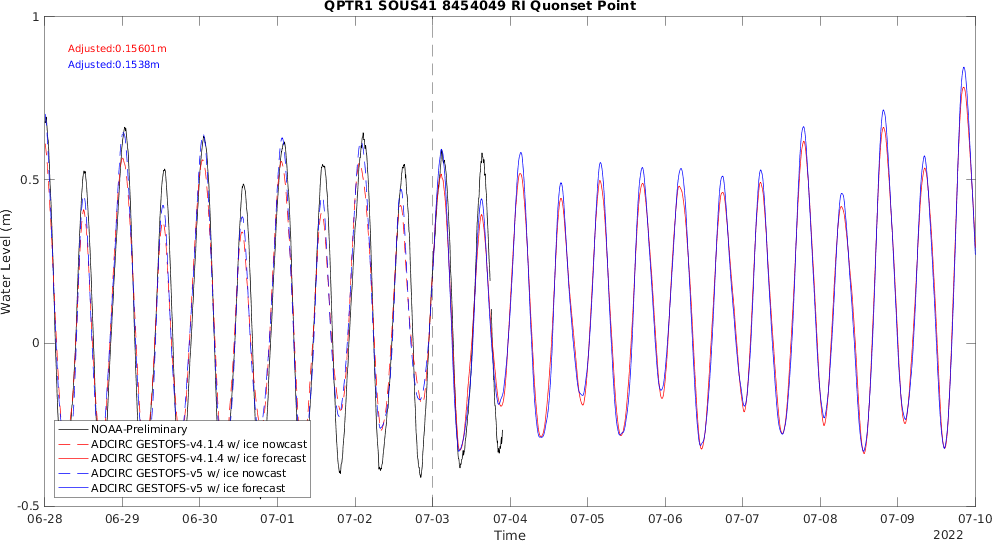 QPTR1 SOUS41 8454049 RI Quonset Point
Adjusted:0.15601m
Adjusted:0.1538m
Water Level (m)
1
0.5
0
-0.5
NOAA-Preliminary
ADCIRC GESTOFS-v4.1.4 w/ ice nowcast
ADCIRC GESTOFS-v4.1.4 w/ ice forecast
ADCIRC GESTOFS-v5 w/ ice nowcast
ADCIRC GESTOFS-v5 w/ ice forecast
06-28 06-29 06-30 07-01 07-02 07-03 07-04 07-05 07-06 07-07 07-08 07-09 07-10
Time
2022